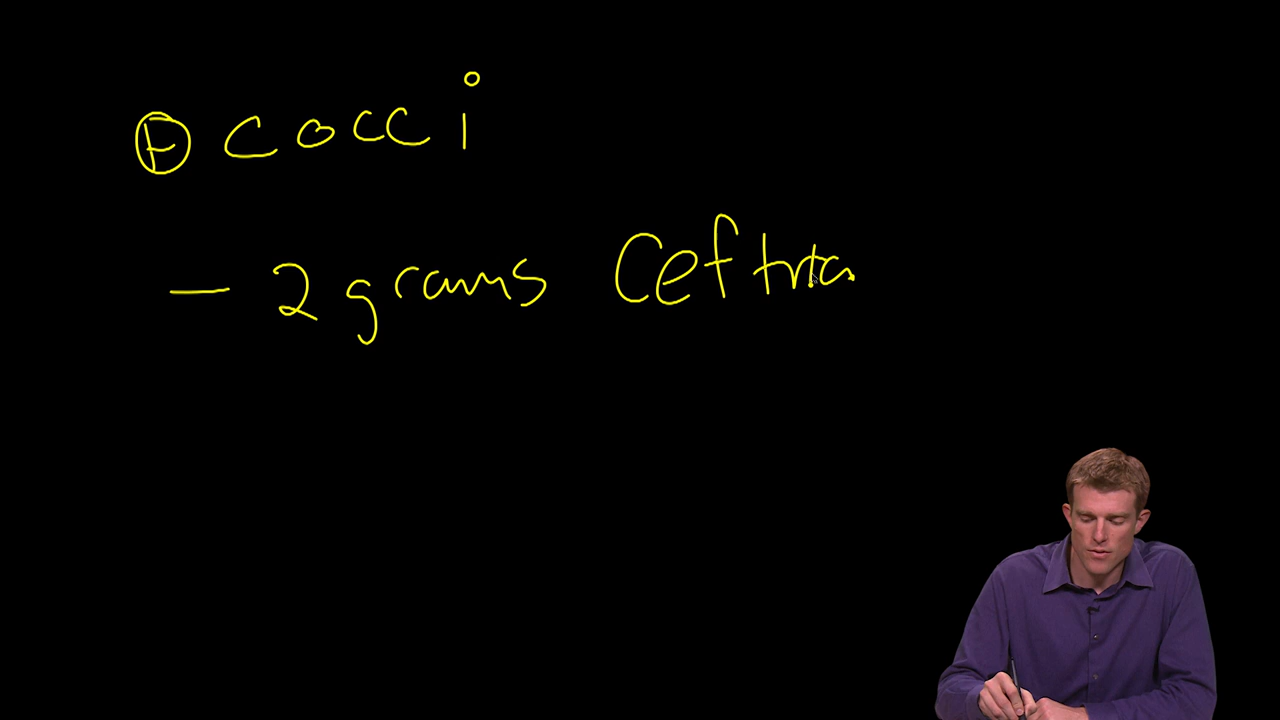 ⊕ cocci
— 2 grams Ceftria